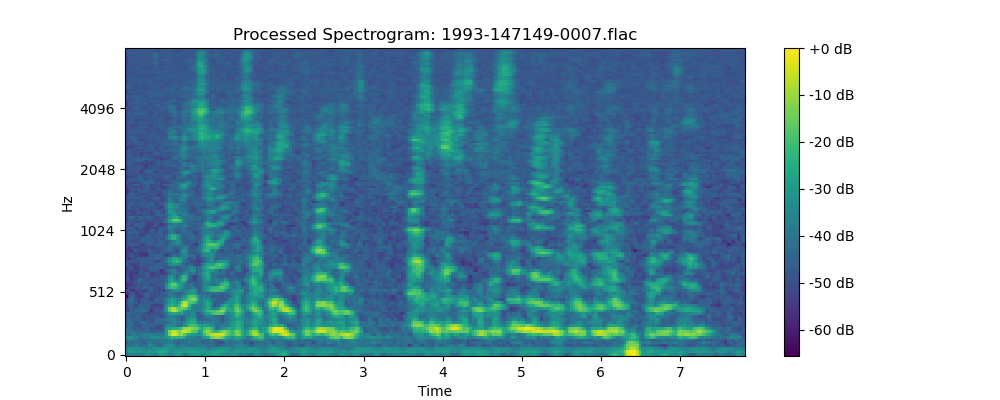 Processed Spectrogram: 1993-147149-0007.flac
Hz
4096
2048
1024
512
0
0 1 2 3 4 5 6 7
Time
+0 dB
-10 dB
-20 dB
-30 dB
-40 dB
-50 dB
-60 dB